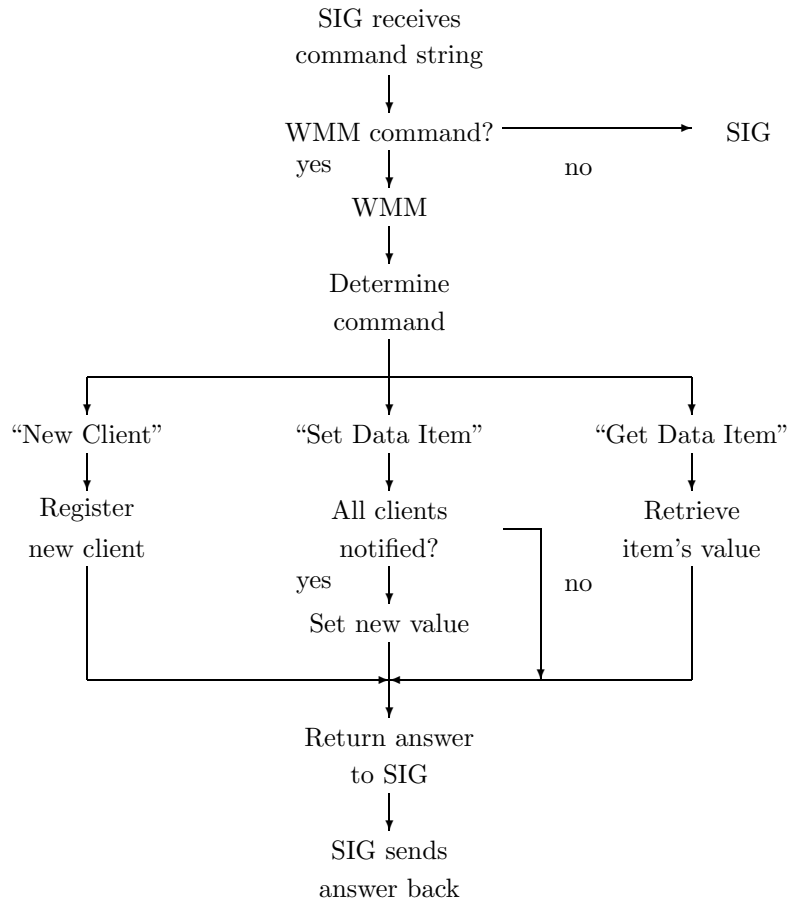 SIG receives
command string
WMM command?
SIG
yes
no
WMM
Determine
command
“New Client”
“Set Data Item”
“Get Data Item”
Register
new client
All clients
notified?
Retrieve
item’s value
yes
no
Set new value
Return answer
to SIG
SIG sends
answer back